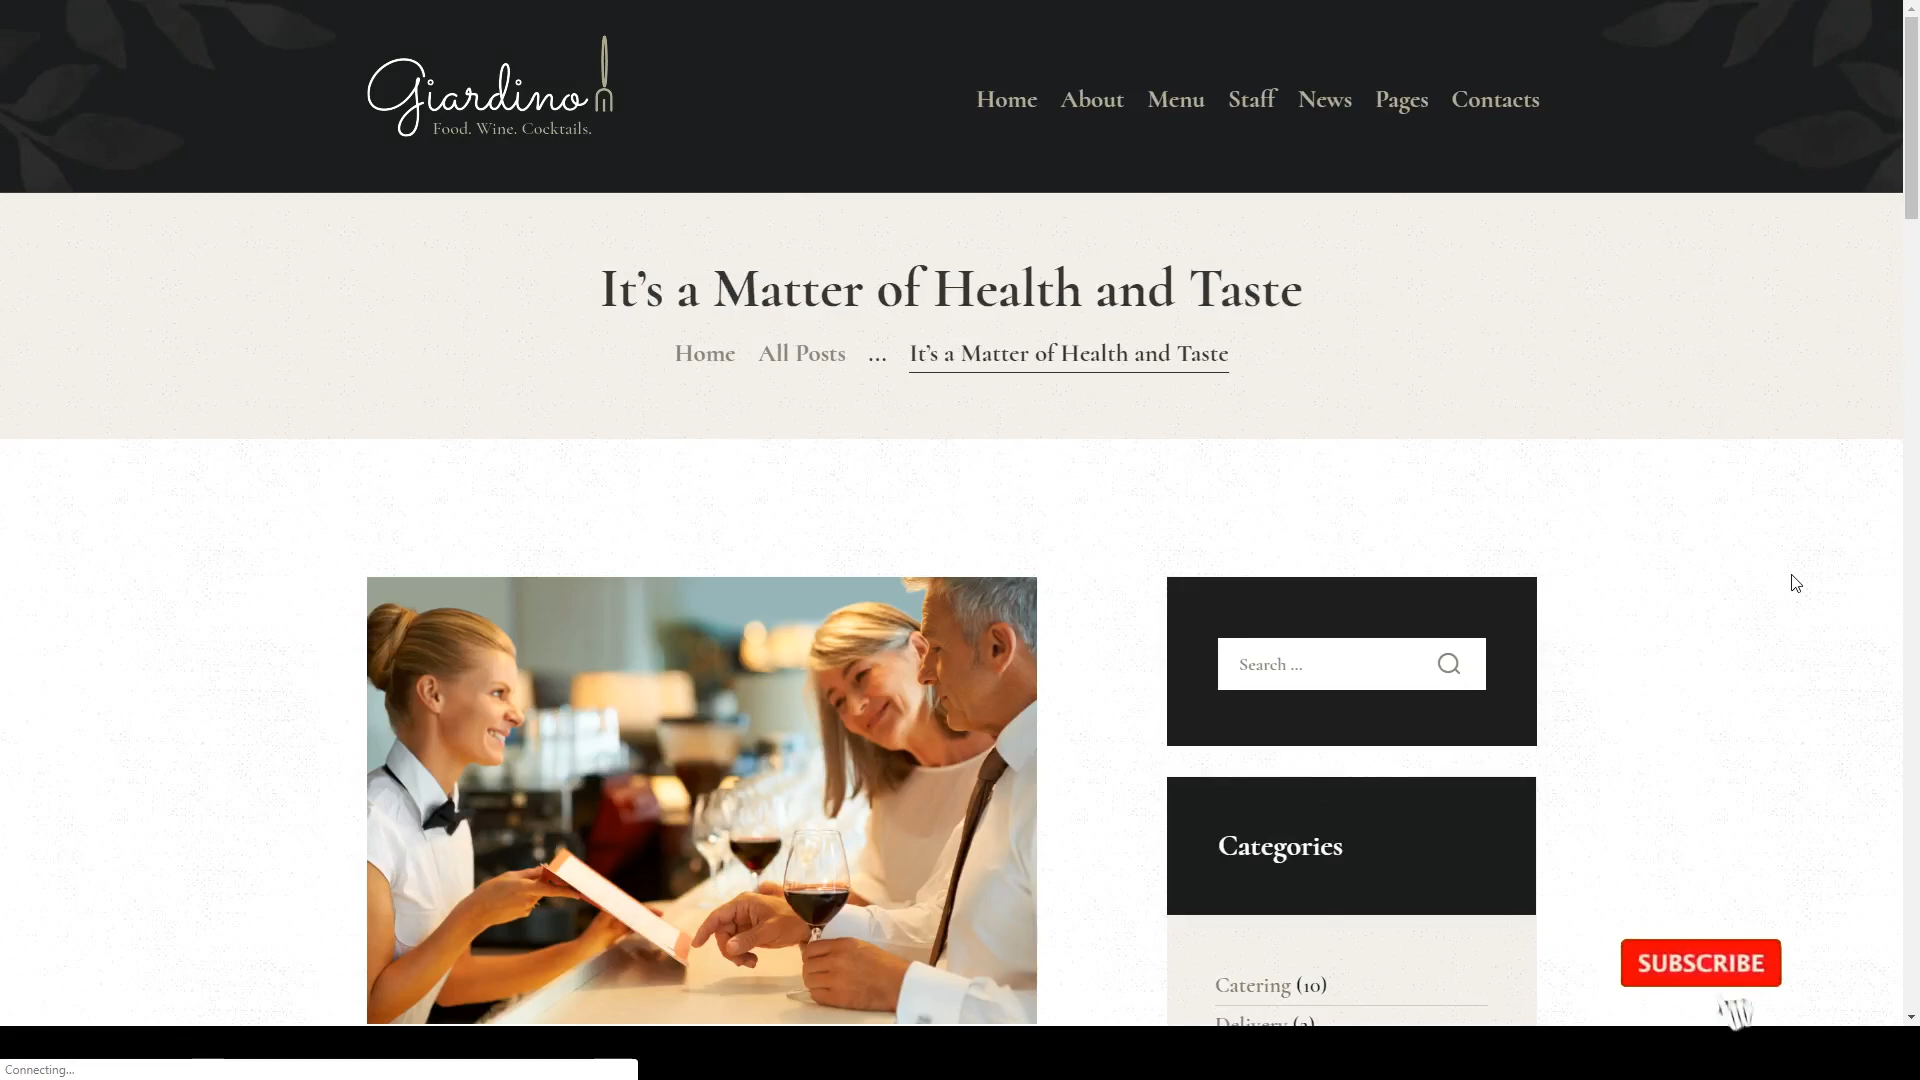 Giardino
Food. Wine. Cocktails.
Home About Menu Staff News Pages Contacts
It's a Matter of Health and Taste
Home All Posts ... It's a Matter of Health and Taste
Search ...
Categories
Catering (10)
Delivery (3)
SUBSCRIBE
Connecting...